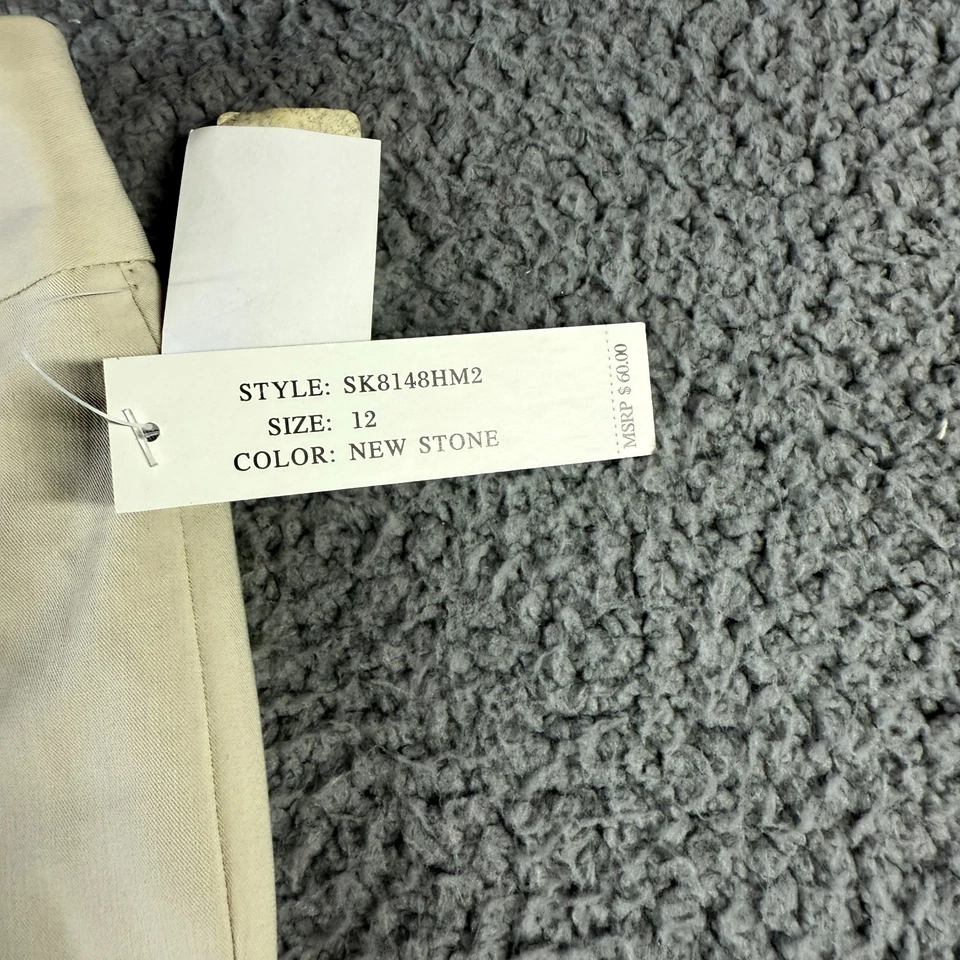 STYLE: SK8148HM2
SIZE: 12
COLOR: NEW STONE
MSRP $60.00